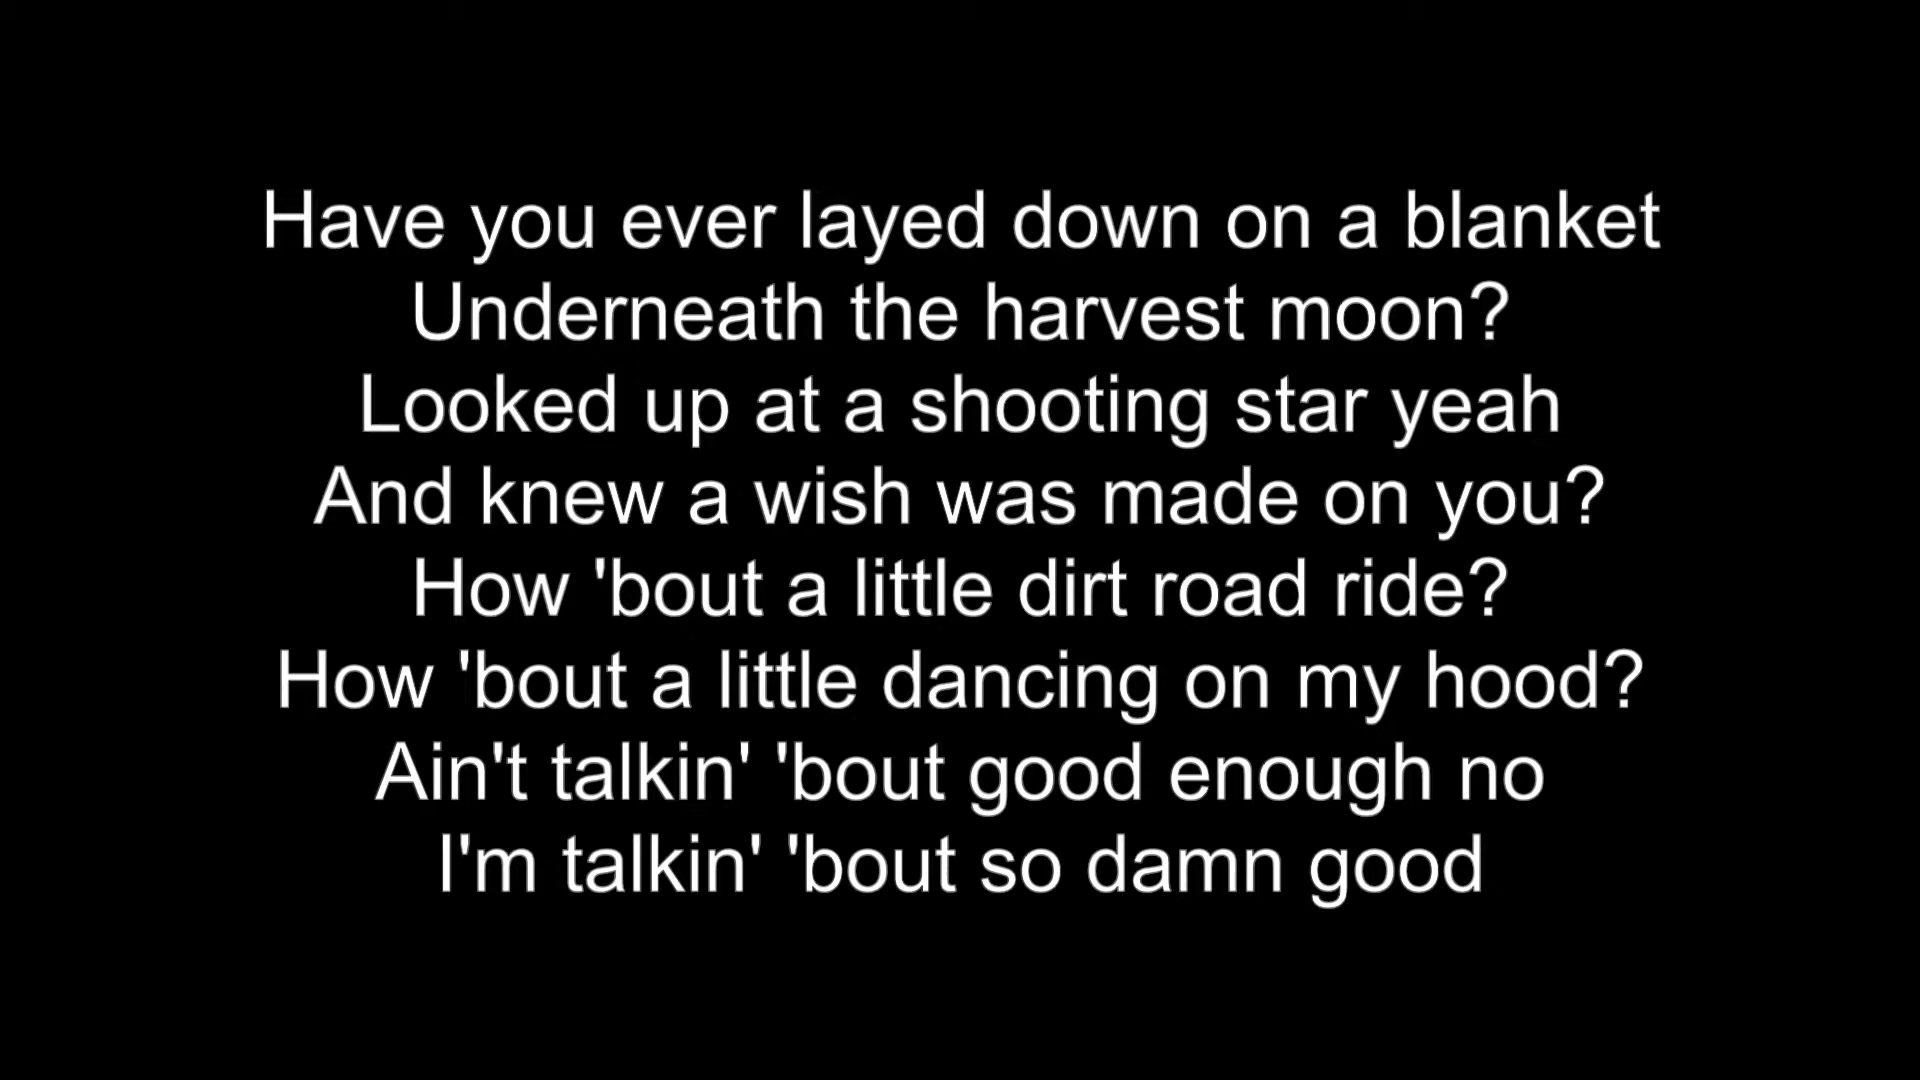 Have you ever layed down on a blanket
Underneath the harvest moon?
Looked up at a shooting star yeah
And knew a wish was made on you?
How 'bout a little dirt road ride?
How 'bout a little dancing on my hood?
Ain't talkin' 'bout good enough no
I'm talkin' 'bout so damn good